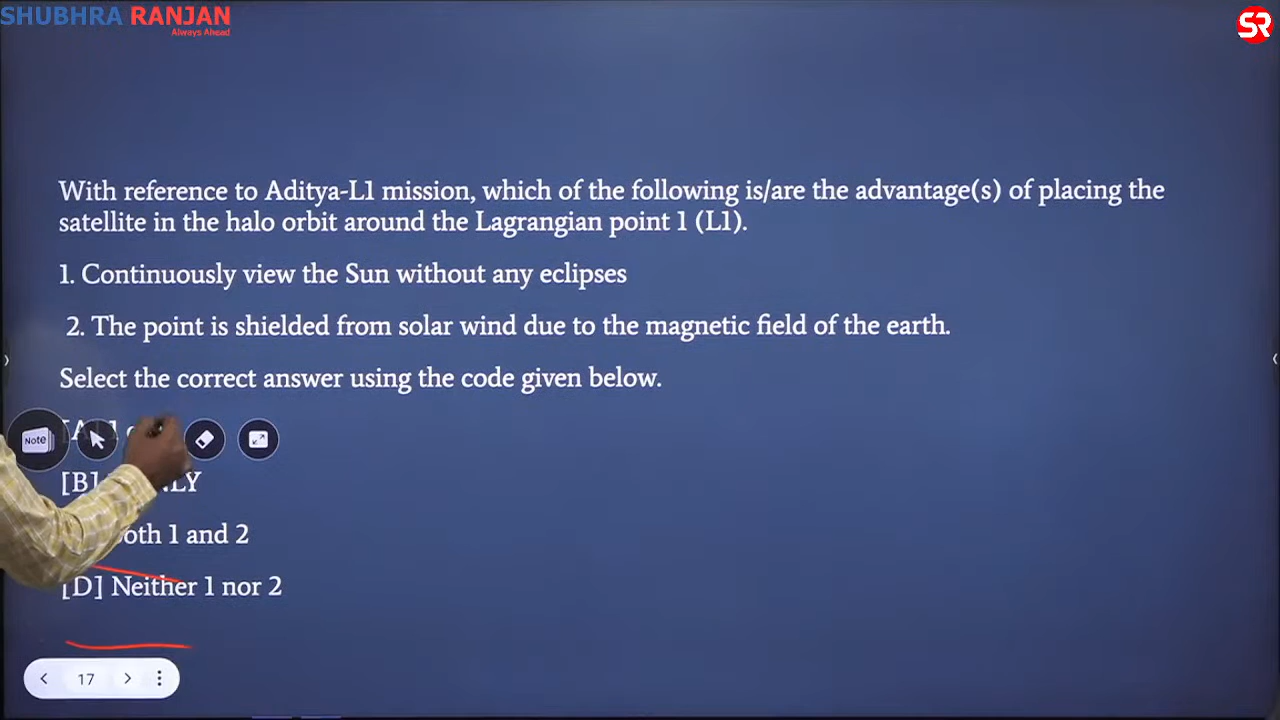 SHUBHRA RANJAN
Always Ahead
SR
With reference to Aditya-L1 mission, which of the following is/are the advantage(s) of placing the
satellite in the halo orbit around the Lagrangian point 1 (L1).
1. Continuously view the Sun without any eclipses
2. The point is shielded from solar wind due to the magnetic field of the earth.
Select the correct answer using the code given below.
Note
[A] 1
[B]
1 and 2
[D] Neither 1 nor 2
17